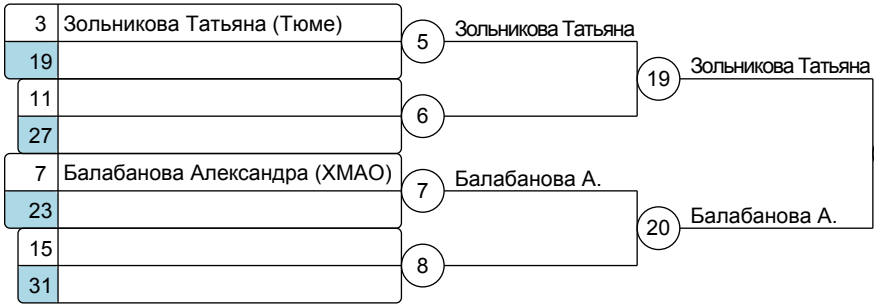 3 Зольникова Татьяна (Тюме)
19
5
Зольникова Татьяна
11
27
6
19
Зольникова Татьяна
7 Балабанова Александра (ХМАО)
23
7
Балабанова А.
15
31
8
20
Балабанова А.